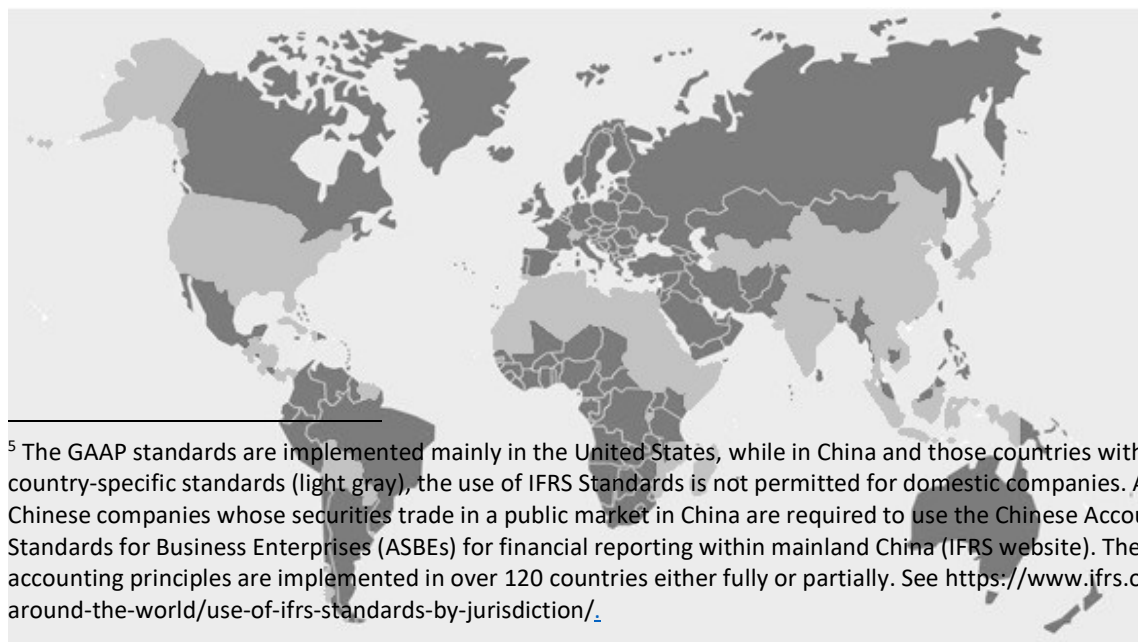 5 The GAAP standards are implemented mainly in the United States, while in China and those countries with
country-specific standards (light gray), the use of IFRS Standards is not permitted for domestic companies.
Chinese companies whose securities trade in a public market in China are required to use the Chinese
Standards for Business Enterprises (ASBEs) for financial reporting within mainland China (IFRS website). The
accounting principles are implemented in over 120 countries either fully or partially. See https://www.ifrs.
around-the-world/use-of-ifrs-standards-by-jurisdiction/.